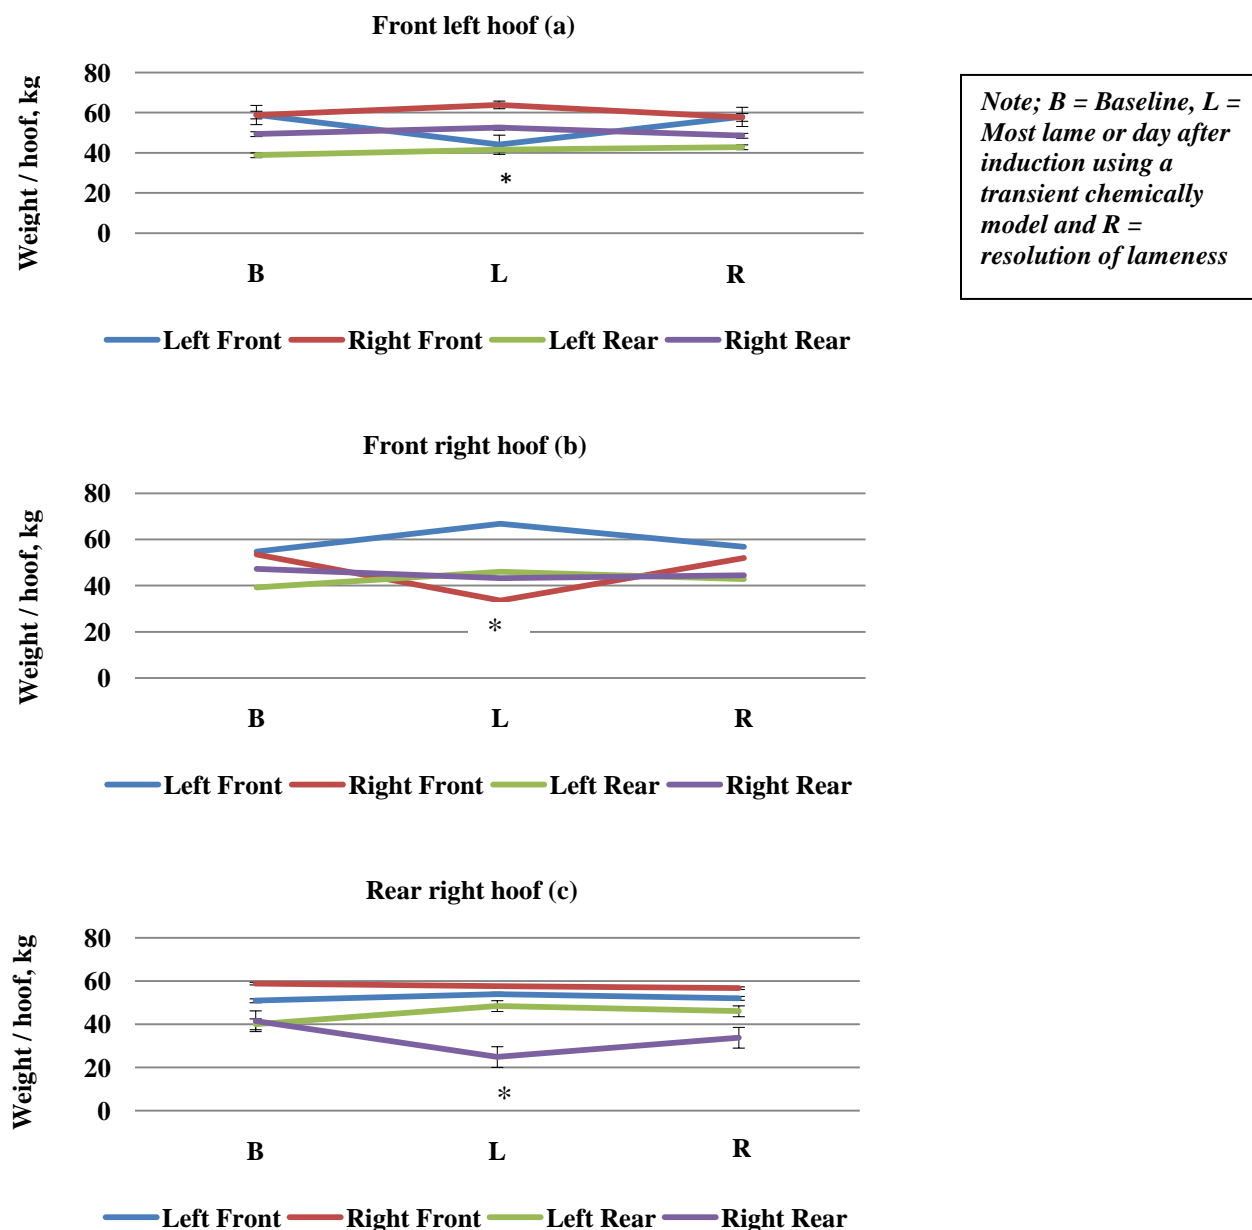 Front left hoof (a)
Weight / hoof, kg
80
60
40
20
0
*
B L R
Left Front Right Front Left Rear Right Rear
Note; B = Baseline, L =
Most lame or day after
induction using a
transient chemically
model and R =
resolution of lameness
Front right hoof (b)
Weight / hoof, kg
80
60
40
20
0
*
B L R
Left Front Right Front Left Rear Right Rear
Rear right hoof (c)
Weight / hoof, kg
80
60
40
20
0
*
B L R
Left Front Right Front Left Rear Right Rear